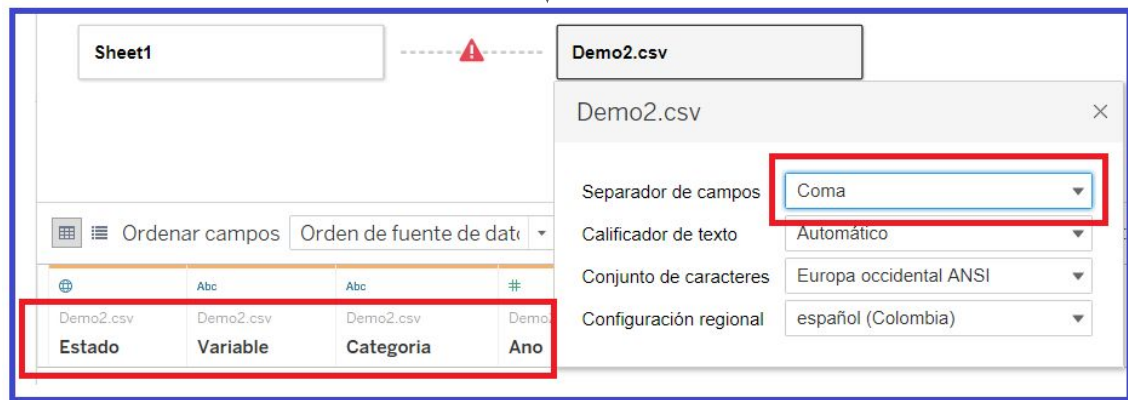 Sheet1
Demo2.csv
Demo2.csv
Separador de campos Coma
Calificador de texto Automático
Conjunto de caracteres Europa occidental ANSI
Configuración regional español (Colombia)
Ordenar campos Orden de fuente de dat
Abc Abc #
Demo2.csv Demo2.csv Demo2.csv
Estado Variable Categoria Ano